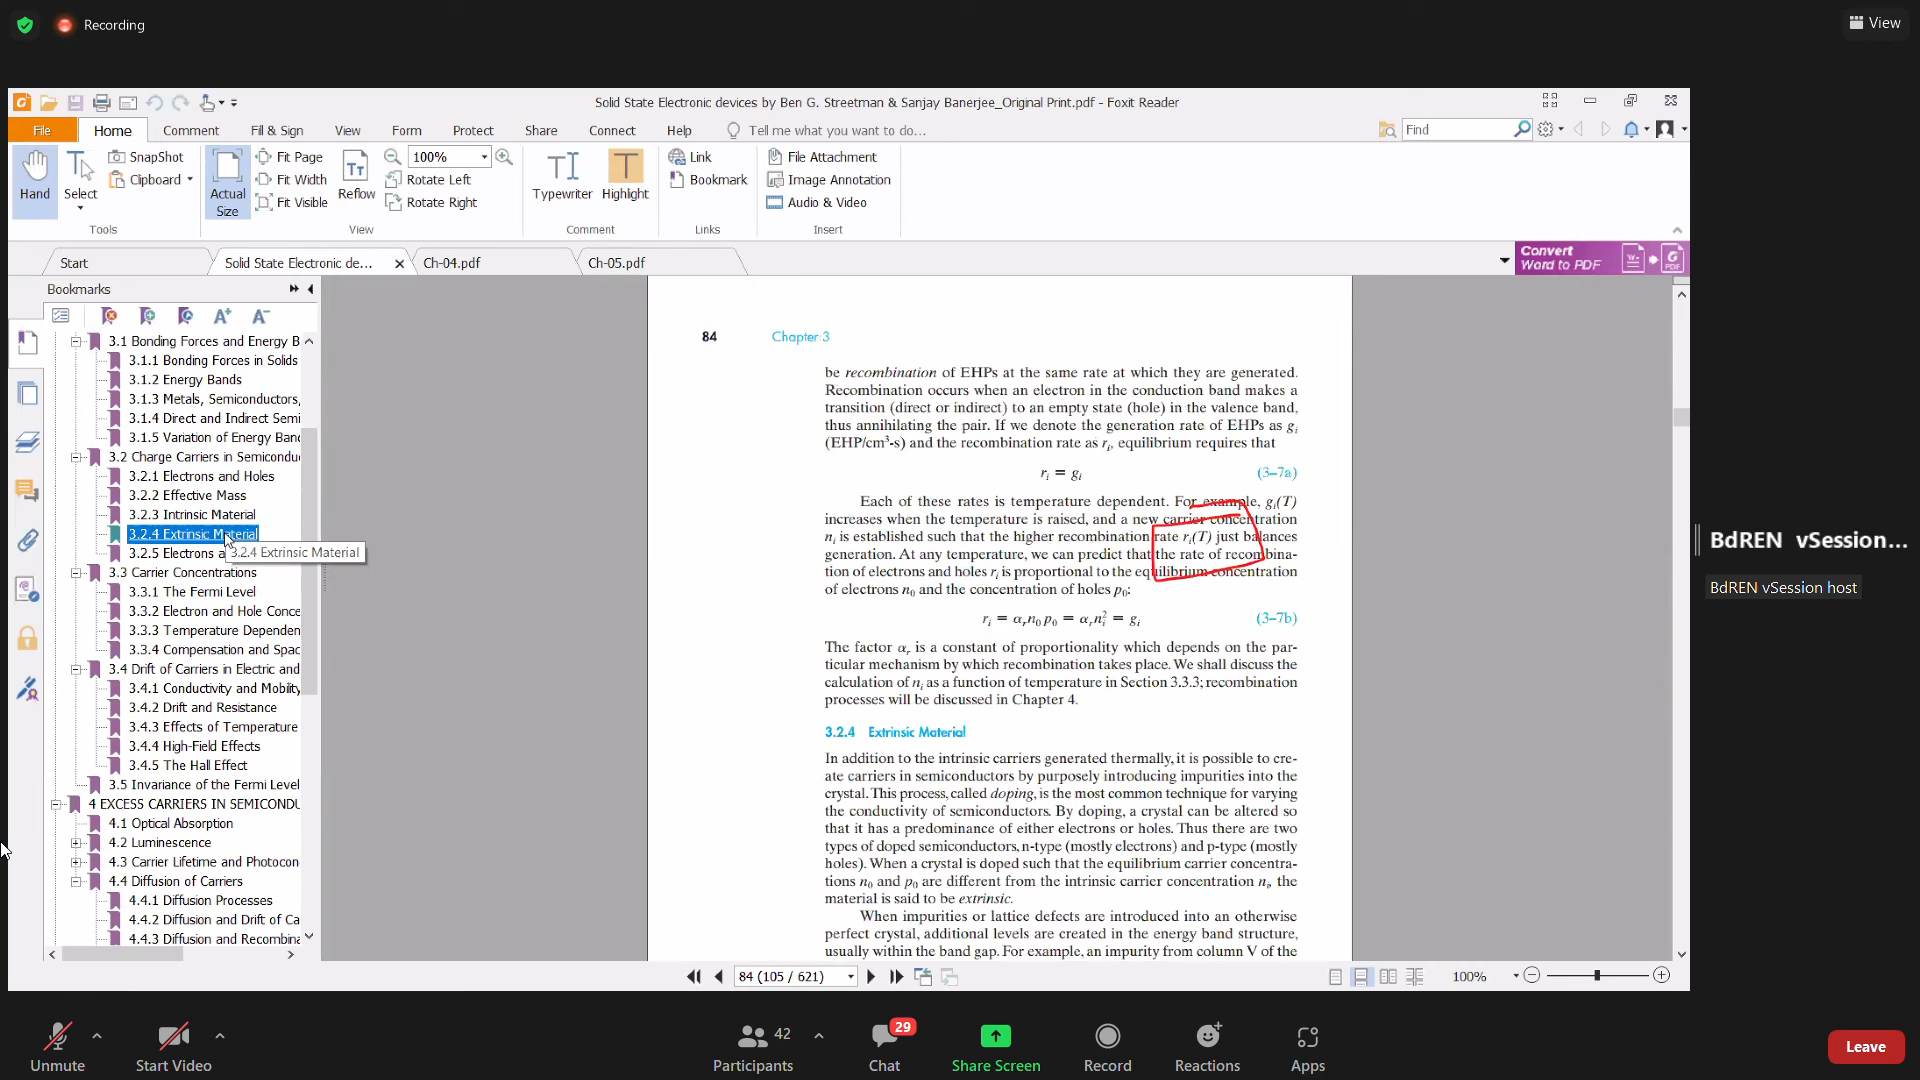 Recording
View
Solid State Electronic devices by Ben G. Streetman & Sanjay Banerjee_Original Print.pdf - Foxit Reader
File Home Comment Fill & Sign View Form Protect Share Connect Help Tell me what you want to do... Find
Hand Select SnapShot Clipboard Actual Size Fit Page Fit Width Fit Visible Reflow 100% Rotate Left Rotate Right Typewriter Highlight Link Bookmark File Attachment Image Annotation Audio & Video
Tools View Comment Links Insert
Start Solid State Electronic de... Ch-04.pdf Ch-05.pdf Convert
Word to PDF
Bookmarks
3.1 Bonding Forces and Energy B
3.1.1 Bonding Forces in Solids
3.1.2 Energy Bands
3.1.3 Metals, Semiconductors,
3.1.4 Direct and Indirect Semi
3.1.5 Variation of Energy Band
3.2 Charge Carriers in Semicondu
3.2.1 Electrons and Holes
3.2.2 Effective Mass
3.2.3 Intrinsic Material
3.2.4 Extrinsic Material
3.2.5 Electrons a
3.2.4 Extrinsic Material
3.3 Carrier Concentrations
3.3.1 The Fermi Level
3.3.2 Electron and Hole Conce
3.3.3 Temperature Dependen
3.3.4 Compensation and Spac
3.4 Drift of Carriers in Electric and
3.4.1 Conductivity and Mobility
3.4.2 Drift and Resistance
3.4.3 Effects of Temperature
3.4.4 High-Field Effects
3.4.5 The Hall Effect
3.5 Invariance of the Fermi Level
4 EXCESS CARRIERS IN SEMICONDU
4.1 Optical Absorption
4.2 Luminescence
4.3 Carrier Lifetime and Photocon
4.4 Diffusion of Carriers
4.4.1 Diffusion Processes
4.4.2 Diffusion and Drift of Ca
4.4.3 Diffusion and Recombina
84 Chapter 3
be recombination of EHPs at the same rate at which they are generated.
Recombination occurs when an electron in the conduction band makes a
transition (direct or indirect) to an empty state (hole) in the valence band,
thus annihilating the pair. If we denote the generation rate of EHPs as gᵢ
(EHP/cm³-s) and the recombination rate as rᵢ, equilibrium requires that
rᵢ = gᵢ (3–7a)
Each of these rates is temperature dependent. For example, gᵢ(T)
increases when the temperature is raised, and a new carrier concentration
nᵢ is established such that the higher recombination rate rᵢ(T) just balances
generation. At any temperature, we can predict that the rate of recombina-
tion of electrons and holes rᵢ is proportional to the equilibrium concentration
of electrons n₀ and the concentration of holes p₀:
rᵢ = αᵣn₀p₀ = αᵣnᵢ² = gᵢ (3–7b)
The factor αᵣ is a constant of proportionality which depends on the par-
ticular mechanism by which recombination takes place. We shall discuss the
calculation of nᵢ as a function of temperature in Section 3.3.3; recombination
processes will be discussed in Chapter 4.
3.2.4 Extrinsic Material
In addition to the intrinsic carriers generated thermally, it is possible to cre-
ate carriers in semiconductors by purposely introducing impurities into the
crystal. This process, called doping, is the most common technique for varying
the conductivity of semiconductors. By doping, a crystal can be altered so
that it has a predominance of either electrons or holes. Thus there are two
types of doped semiconductors, n-type (mostly electrons) and p-type (mostly
holes). When a crystal is doped such that the equilibrium carrier concentra-
tions n₀ and p₀ are different from the intrinsic carrier concentration nᵢ, the
material is said to be extrinsic.
When impurities or lattice defects are introduced into an otherwise
perfect crystal, additional levels are created in the energy band structure,
usually within the band gap. For example, an impurity from column V of the
84 (105 / 621) 100%
BdREN vSession...
BdREN vSession host
Unmute Start Video Participants 42 Chat 29 Share Screen Record Reactions Apps Leave